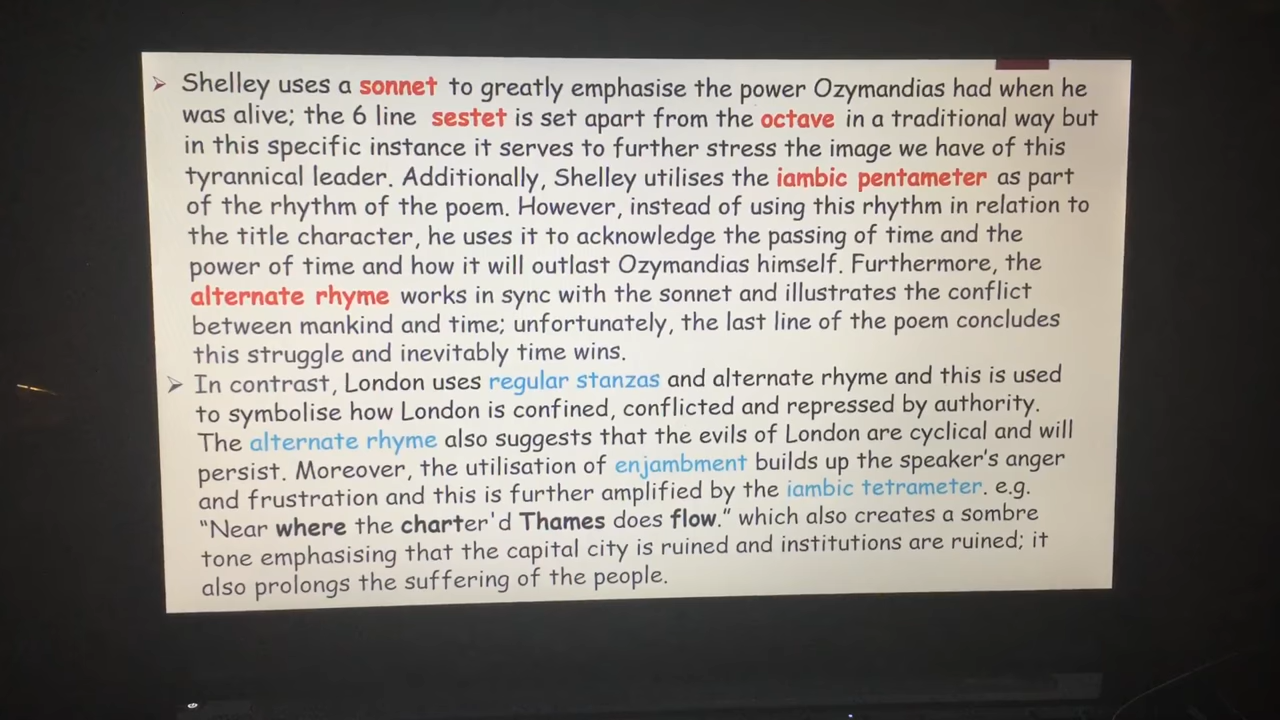 ➢ Shelley uses a sonnet to greatly emphasise the power Ozymandias had when he
was alive; the 6 line sestet is set apart from the octave in a traditional way but
in this specific instance it serves to further stress the image we have of this
tyrannical leader. Additionally, Shelley utilises the iambic pentameter as part
of the rhythm of the poem. However, instead of using this rhythm in relation to
the title character, he uses it to acknowledge the passing of time and the
power of time and how it will outlast Ozymandias himself. Furthermore, the
alternate rhyme works in sync with the sonnet and illustrates the conflict
between mankind and time; unfortunately, the last line of the poem concludes
this struggle and inevitably time wins.
➢ In contrast, London uses regular stanzas and alternate rhyme and this is used
to symbolise how London is confined, conflicted and repressed by authority.
The alternate rhyme also suggests that the evils of London are cyclical and will
persist. Moreover, the utilisation of enjambment builds up the speaker's anger
and frustration and this is further amplified by the iambic tetrameter. e.g.
“Near where the charter'd Thames does flow.” which also creates a sombre
tone emphasising that the capital city is ruined and institutions are ruined; it
also prolongs the suffering of the people.